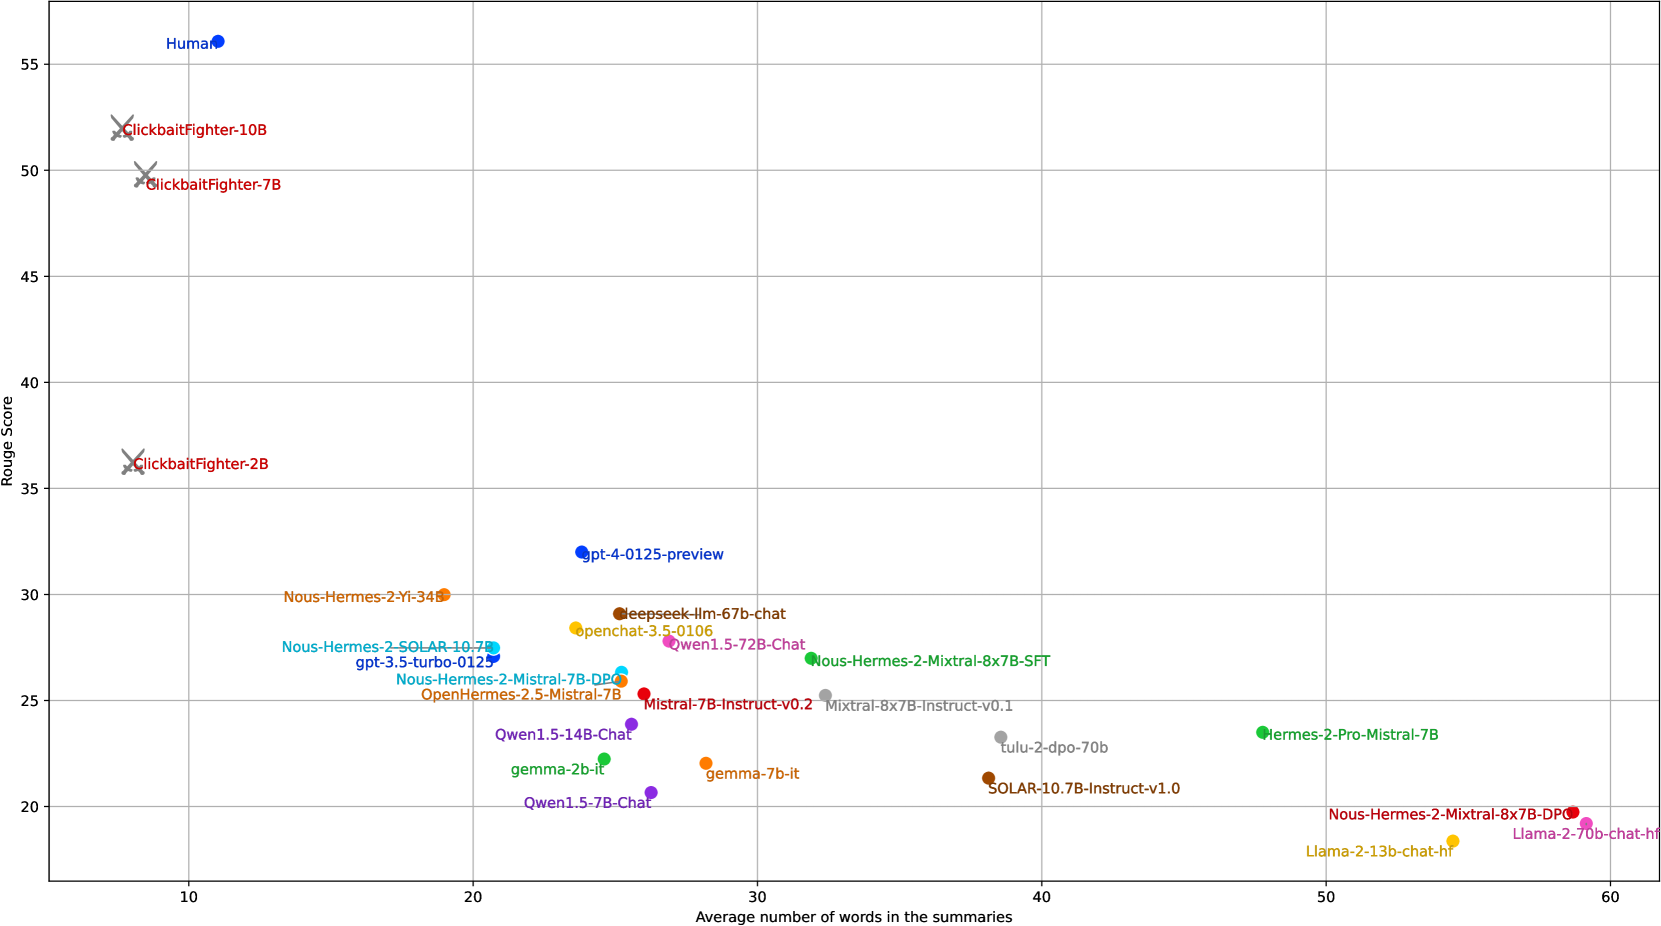 Human
55
ClickbaitFighter-10B
50
ClickbaitFighter-7B
45
40
Rouge Score
ClickbaitFighter-2B
35
gpt-4-0125-preview
30
Nous-Hermes-2-Yi-34B
deepseek-llm-67b-chat
openchat-3.5-0106
Qwen1.5-72B-Chat
Nous-Hermes-2-SOLAR-10.7B
gpt-3.5-turbo-0125
Nous-Hermes-2-Mixtral-8x7B-SFT
Nous-Hermes-2-Mistral-7B-DPO
OpenHermes-2.5-Mistral-7B
25
Mistral-7B-Instruct-v0.2
Mixtral-8x7B-Instruct-v0.1
Qwen1.5-14B-Chat
Hermes-2-Pro-Mistral-7B
tulu-2-dpo-70b
gemma-2b-it
gemma-7b-it
SOLAR-10.7B-Instruct-v1.0
Qwen1.5-7B-Chat
20
Nous-Hermes-2-Mixtral-8x7B-DPO
Llama-2-70b-chat-hf
Llama-2-13b-chat-hf
10 20 30 40 50 60
Average number of words in the summaries